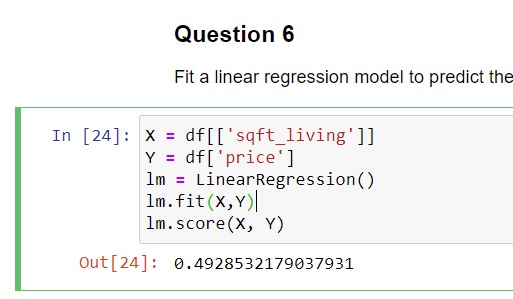 Question 6
Fit a linear regression model to predict the
In [24]: X = df[['sqft_living']]
Y = df['price']
lm = LinearRegression()
lm.fit(X,Y)
lm.score(X, Y)
Out[24]: 0.4928532179037931